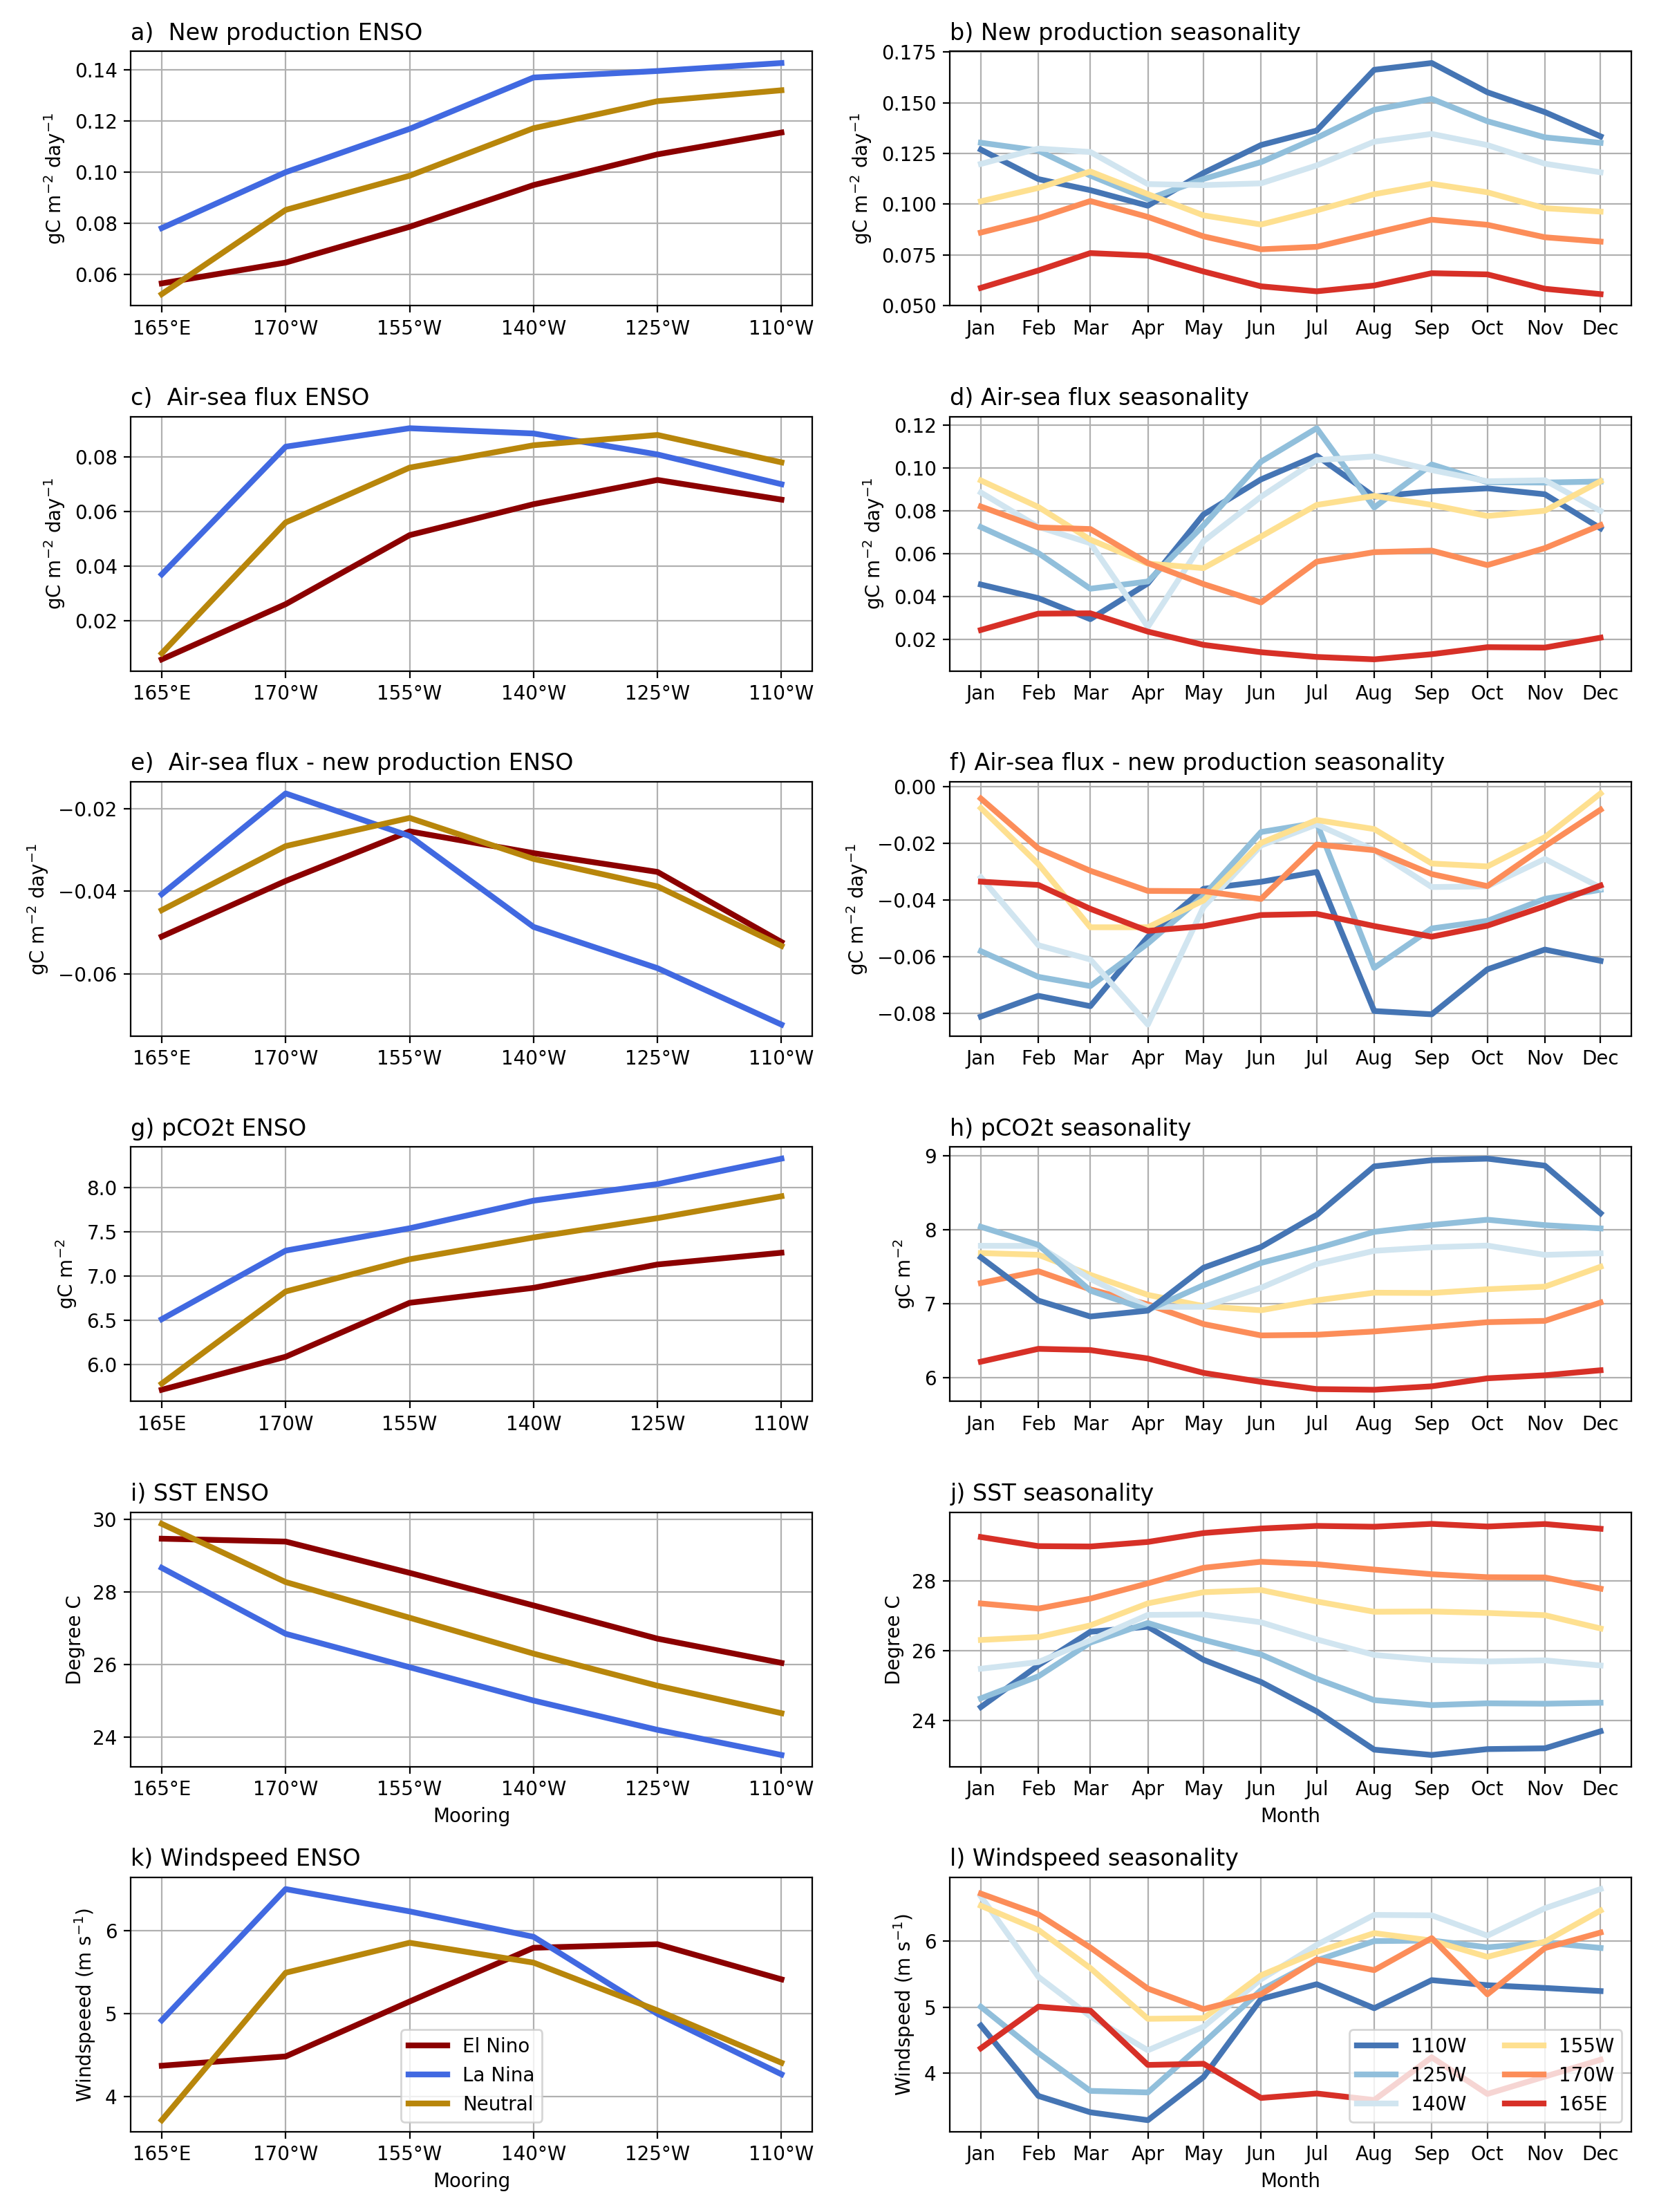 a)  New production ENSO
gC m⁻² day⁻¹
0.14
0.12
0.10
0.08
0.06
165°E 170°W 155°W 140°W 125°W 110°W
b) New production seasonality
gC m⁻² day⁻¹
0.175
0.150
0.125
0.100
0.075
0.050
Jan Feb Mar Apr May Jun Jul Aug Sep Oct Nov Dec
c)  Air-sea flux ENSO
gC m⁻² day⁻¹
0.08
0.06
0.04
0.02
165°E 170°W 155°W 140°W 125°W 110°W
d) Air-sea flux seasonality
gC m⁻² day⁻¹
0.12
0.10
0.08
0.06
0.04
0.02
Jan Feb Mar Apr May Jun Jul Aug Sep Oct Nov Dec
e)  Air-sea flux - new production ENSO
gC m⁻² day⁻¹
−0.02
−0.04
−0.06
165°E 170°W 155°W 140°W 125°W 110°W
f) Air-sea flux - new production seasonality
gC m⁻² day⁻¹
0.00
−0.02
−0.04
−0.06
−0.08
Jan Feb Mar Apr May Jun Jul Aug Sep Oct Nov Dec
g) pCO2t ENSO
gC m⁻²
8.0
7.5
7.0
6.5
6.0
165E 170W 155W 140W 125W 110W
h) pCO2t seasonality
gC m⁻²
9
8
7
6
Jan Feb Mar Apr May Jun Jul Aug Sep Oct Nov Dec
i) SST ENSO
Degree C
30
28
26
24
165°E 170°W 155°W 140°W 125°W 110°W
Mooring
j) SST seasonality
Degree C
28
26
24
Jan Feb Mar Apr May Jun Jul Aug Sep Oct Nov Dec
Month
k) Windspeed ENSO
Windspeed (m s⁻¹)
6
5
4
El Nino
La Nina
Neutral
165°E 170°W 155°W 140°W 125°W 110°W
Mooring
l) Windspeed seasonality
Windspeed (m s⁻¹)
6
5
4
110W 155W
125W 170W
140W 165E
Jan Feb Mar Apr May Jun Jul Aug Sep Oct Nov Dec
Month